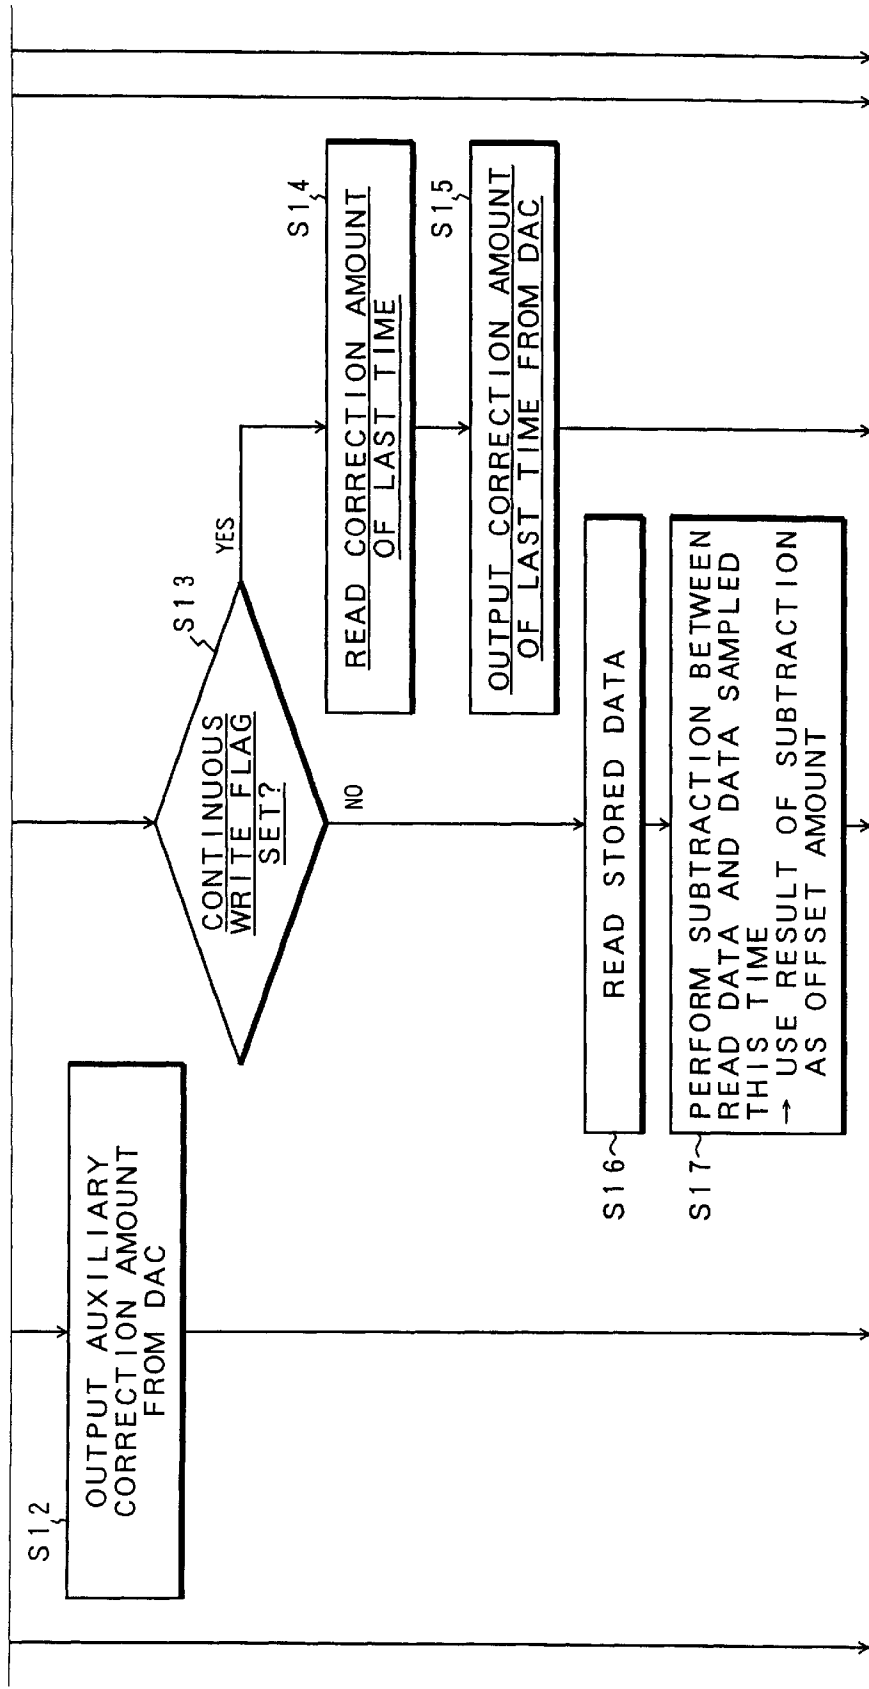 S12
OUTPUT AUXILIARY
CORRECTION AMOUNT
FROM DAC
S13
CONTINUOUS
WRITE FLAG
SET?
YES
NO
S14
READ CORRECTION AMOUNT
OF LAST TIME
S15
OUTPUT CORRECTION AMOUNT
OF LAST TIME FROM DAC
S16
READ STORED DATA
S17
PERFORM SUBTRACTION BETWEEN
READ DATA AND DATA SAMPLED
THIS TIME
→ USE RESULT OF SUBTRACTION
AS OFFSET AMOUNT